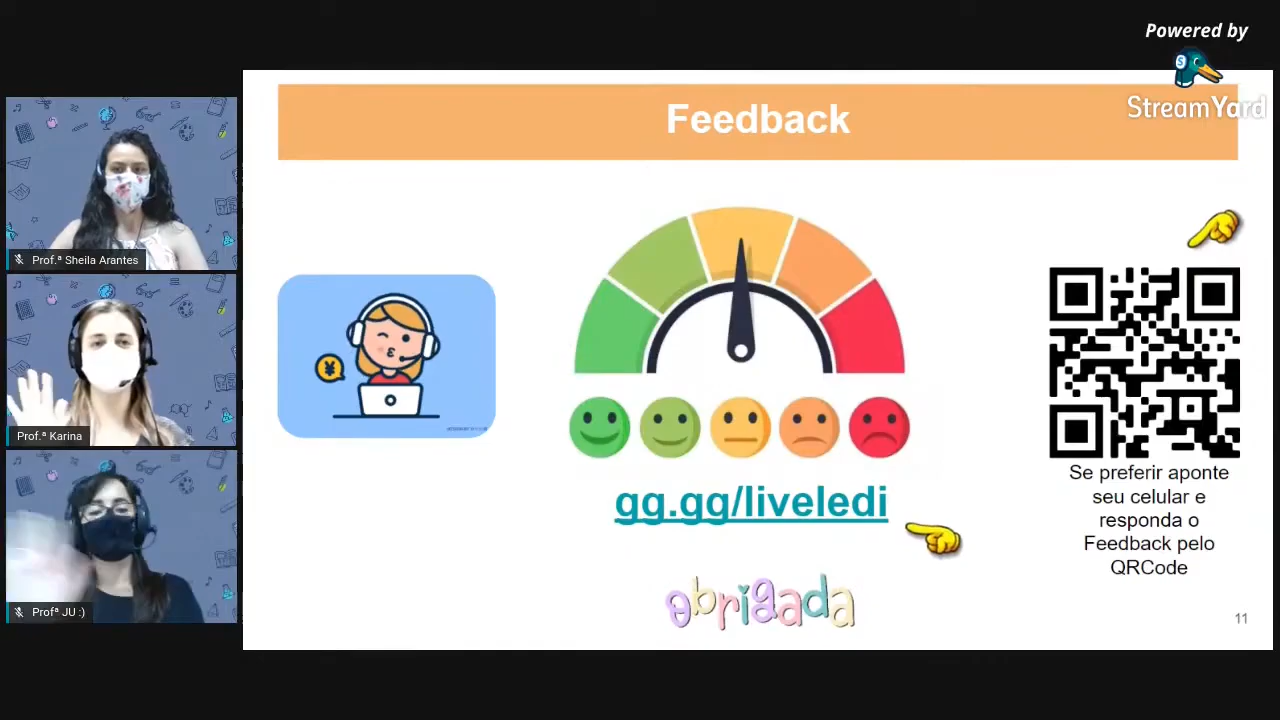 Powered by
StreamYard
Feedback
Prof.ª Sheila Arantes
Prof.ª Karina
Profª JU :)
¥
gg.gg/liveledi
obrigada
Se preferir aponte
seu celular e
responda o
Feedback pelo
QRCode
11